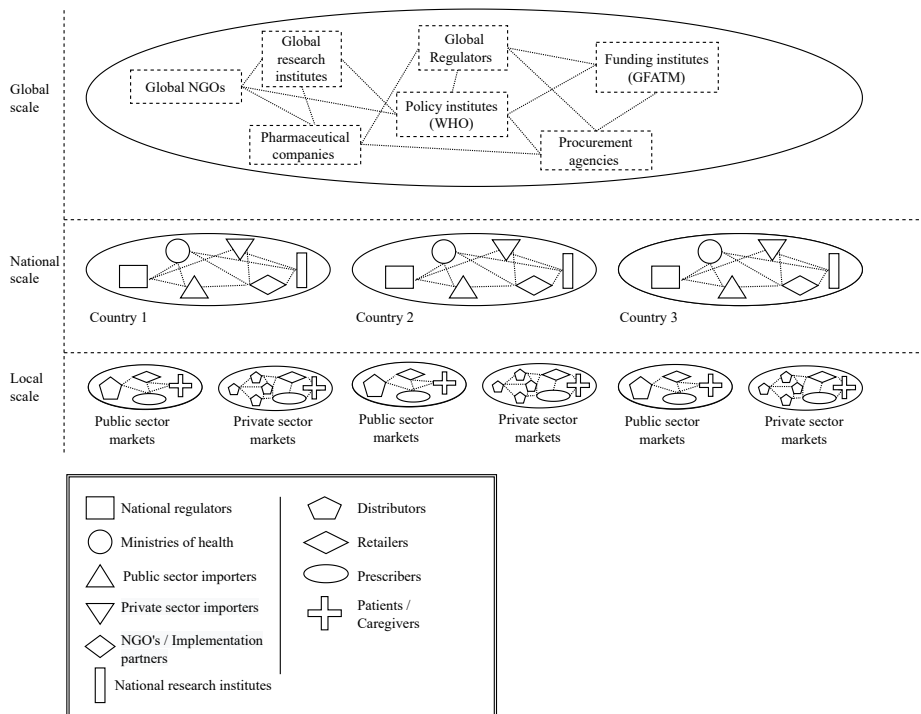 Global
scale
Global NGOs
Global
research
institutes
Global
Regulators
Funding institutes
(GFATM)
Policy institutes
(WHO)
Pharmaceutical
companies
Procurement
agencies
National
scale
Country 1
Country 2
Country 3
Local
scale
Public sector
markets
Private sector
markets
Public sector
markets
Private sector
markets
Public sector
markets
Private sector
markets
National regulators
Ministries of health
Public sector importers
Private sector importers
NGO's / Implementation
partners
National research institutes
Distributors
Retailers
Prescribers
Patients /
Caregivers